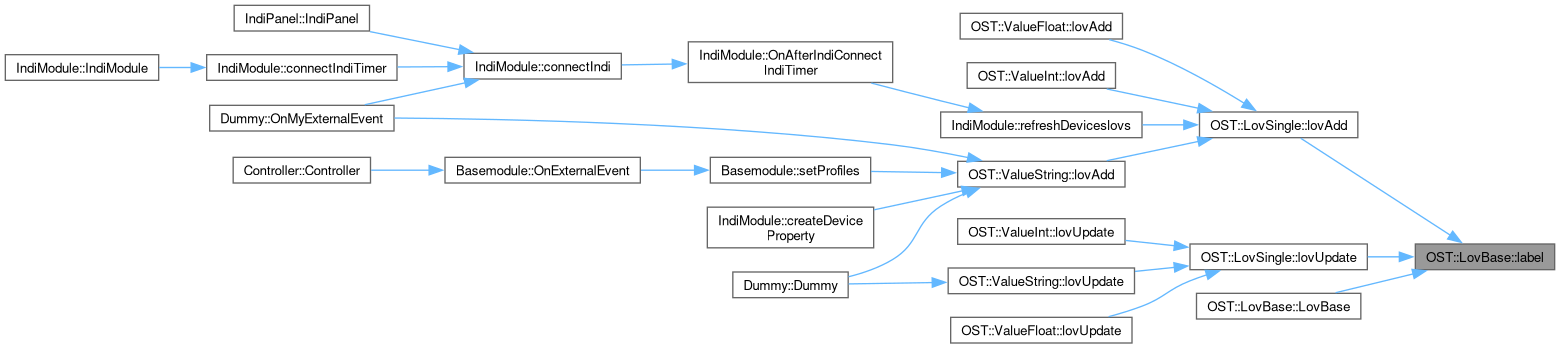 IndiPanel::IndiPanel
IndiModule::IndiModule
IndiModule::connectIndiTimer
Dummy::OnMyExternalEvent
Controller::Controller
IndiModule::connectIndi
Basemodule::OnExternalEvent
IndiModule::OnAfterIndiConnect
IndiTimer
Basemodule::setProfiles
IndiModule::createDevice
Property
Dummy::Dummy
OST::ValueFloat::lovAdd
OST::ValueInt::lovAdd
IndiModule::refreshDeviceslovs
OST::ValueString::lovAdd
OST::ValueInt::lovUpdate
OST::ValueString::lovUpdate
OST::ValueFloat::lovUpdate
OST::LovSingle::lovAdd
OST::LovSingle::lovUpdate
OST::LovBase::LovBase
OST::LovBase::label